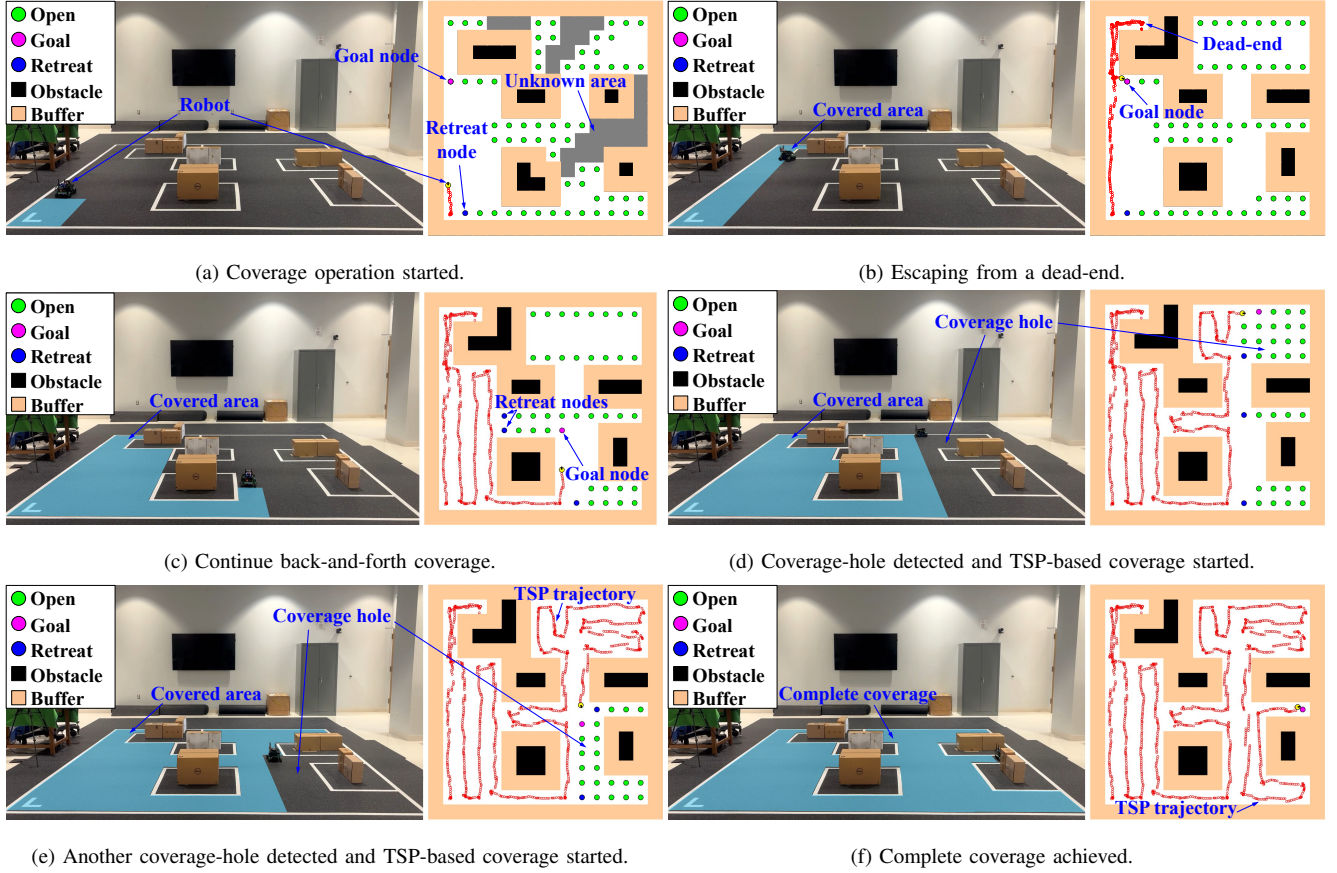 Open
Goal
Retreat
Obstacle
Buffer
Robot
Goal node
Unknown area
Retreat
node
Open
Goal
Retreat
Obstacle
Buffer
Covered area
Dead-end
Goal node
(a) Coverage operation started.
(b) Escaping from a dead-end.
Open
Goal
Retreat
Obstacle
Buffer
Covered area
Retreat nodes
Goal node
Open
Goal
Retreat
Obstacle
Buffer
Covered area
Coverage hole
(c) Continue back-and-forth coverage.
(d) Coverage-hole detected and TSP-based coverage started.
Open
Goal
Retreat
Obstacle
Buffer
Covered area
Coverage hole
TSP trajectory
Open
Goal
Retreat
Obstacle
Buffer
Complete coverage
TSP trajectory
(e) Another coverage-hole detected and TSP-based coverage started.
(f) Complete coverage achieved.